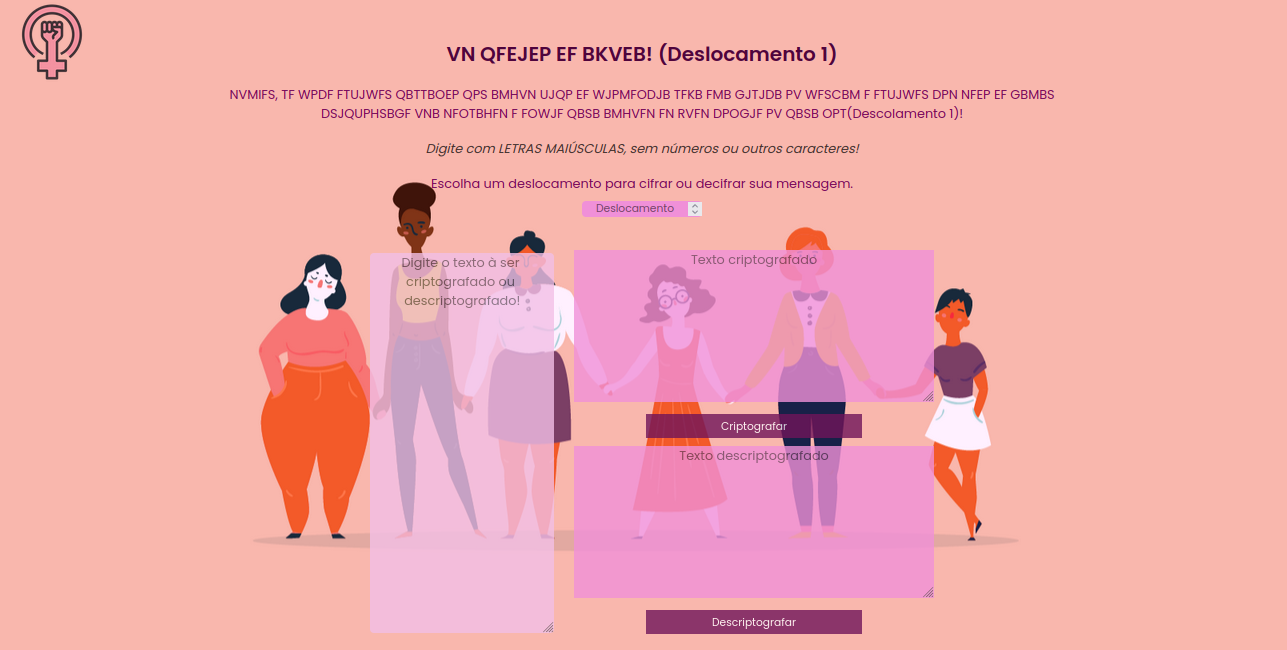 VN QFEJEP EF BKVEB! (Deslocamento 1)
NVMIFS, TF WPDF FTUJWFS QBTTBOEP QPS BMHVN UJQP EF WJPMFODJB TFKB FMB GJTJDB PV WFSCBM F FTUJWFS DPN NFEP EF GBMBS
DSJQUPHSBGF VNB NFOTBHFN F FOWJF QBSB BMHVFN FN RVFN DPOGJF PV QBSB OPT(Descolamento 1)!
Digite com LETRAS MAIÚSCULAS, sem números ou outros caracteres!
Escolha um deslocamento para cifrar ou decifrar sua mensagem.
Deslocamento
Digite o texto à ser
criptografado ou
descriptografado!
Texto criptografado
Criptografar
Texto descriptografado
Descriptografar